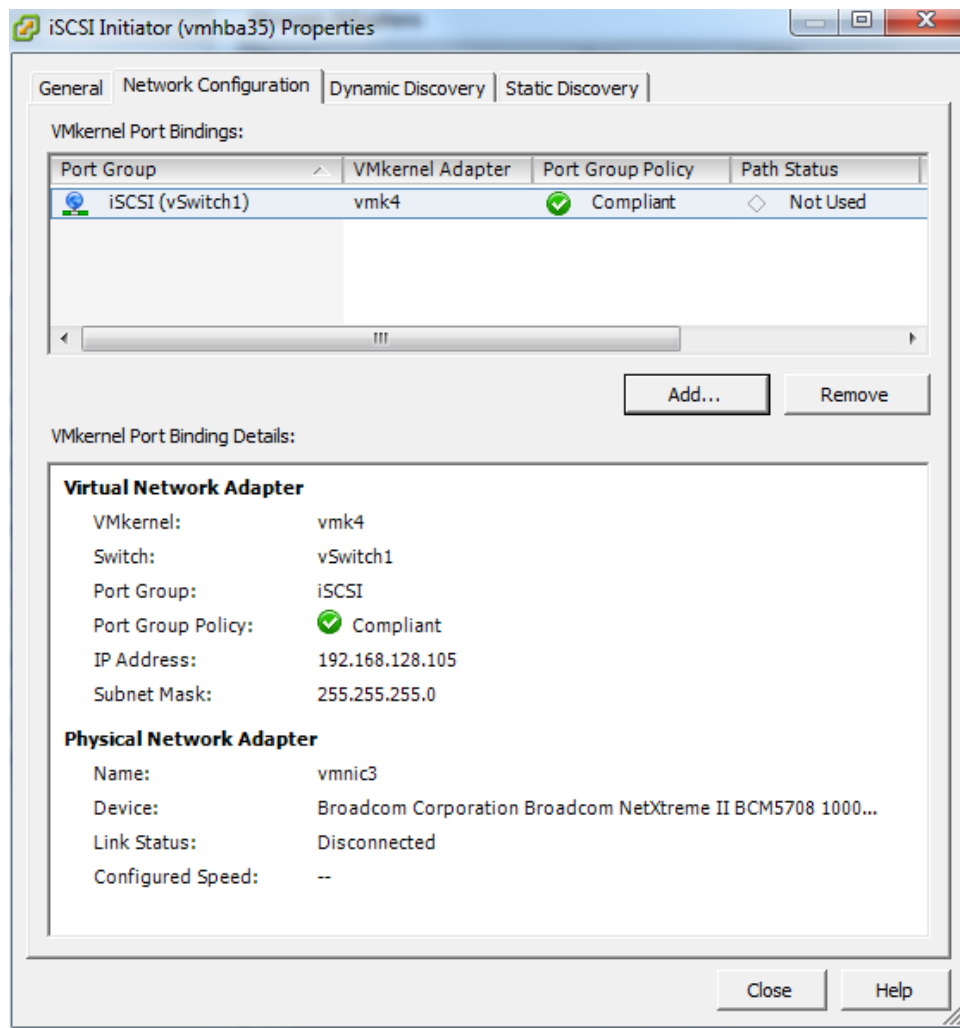 iSCSI Initiator (vmhba35) Properties
General Network Configuration Dynamic Discovery Static Discovery
VMkernel Port Bindings:
Port Group VMkernel Adapter Port Group Policy Path Status
iSCSI (vSwitch1) vmk4 Compliant Not Used
Add... Remove
VMkernel Port Binding Details:
Virtual Network Adapter
VMkernel: vmk4
Switch: vSwitch1
Port Group: iSCSI
Port Group Policy: Compliant
IP Address: 192.168.128.105
Subnet Mask: 255.255.255.0
Physical Network Adapter
Name: vmnic3
Device: Broadcom Corporation Broadcom NetXtreme II BCM5708 1000...
Link Status: Disconnected
Configured Speed: --
Close Help